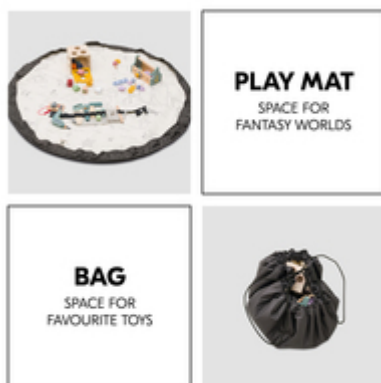 PLAY MAT
SPACE FOR
FANTASY WORLDS
BAG
SPACE FOR
FAVOURITE TOYS